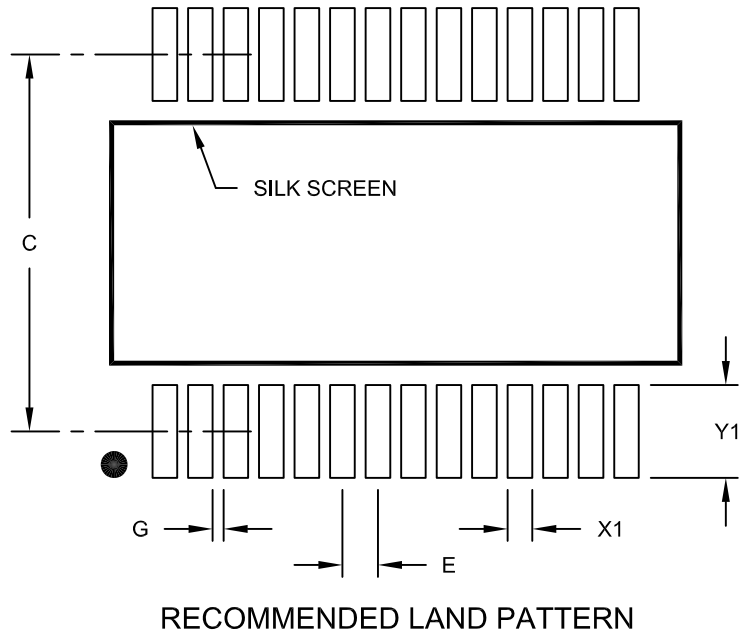 SILK SCREEN
C
Y1
G
X1
E
RECOMMENDED LAND PATTERN